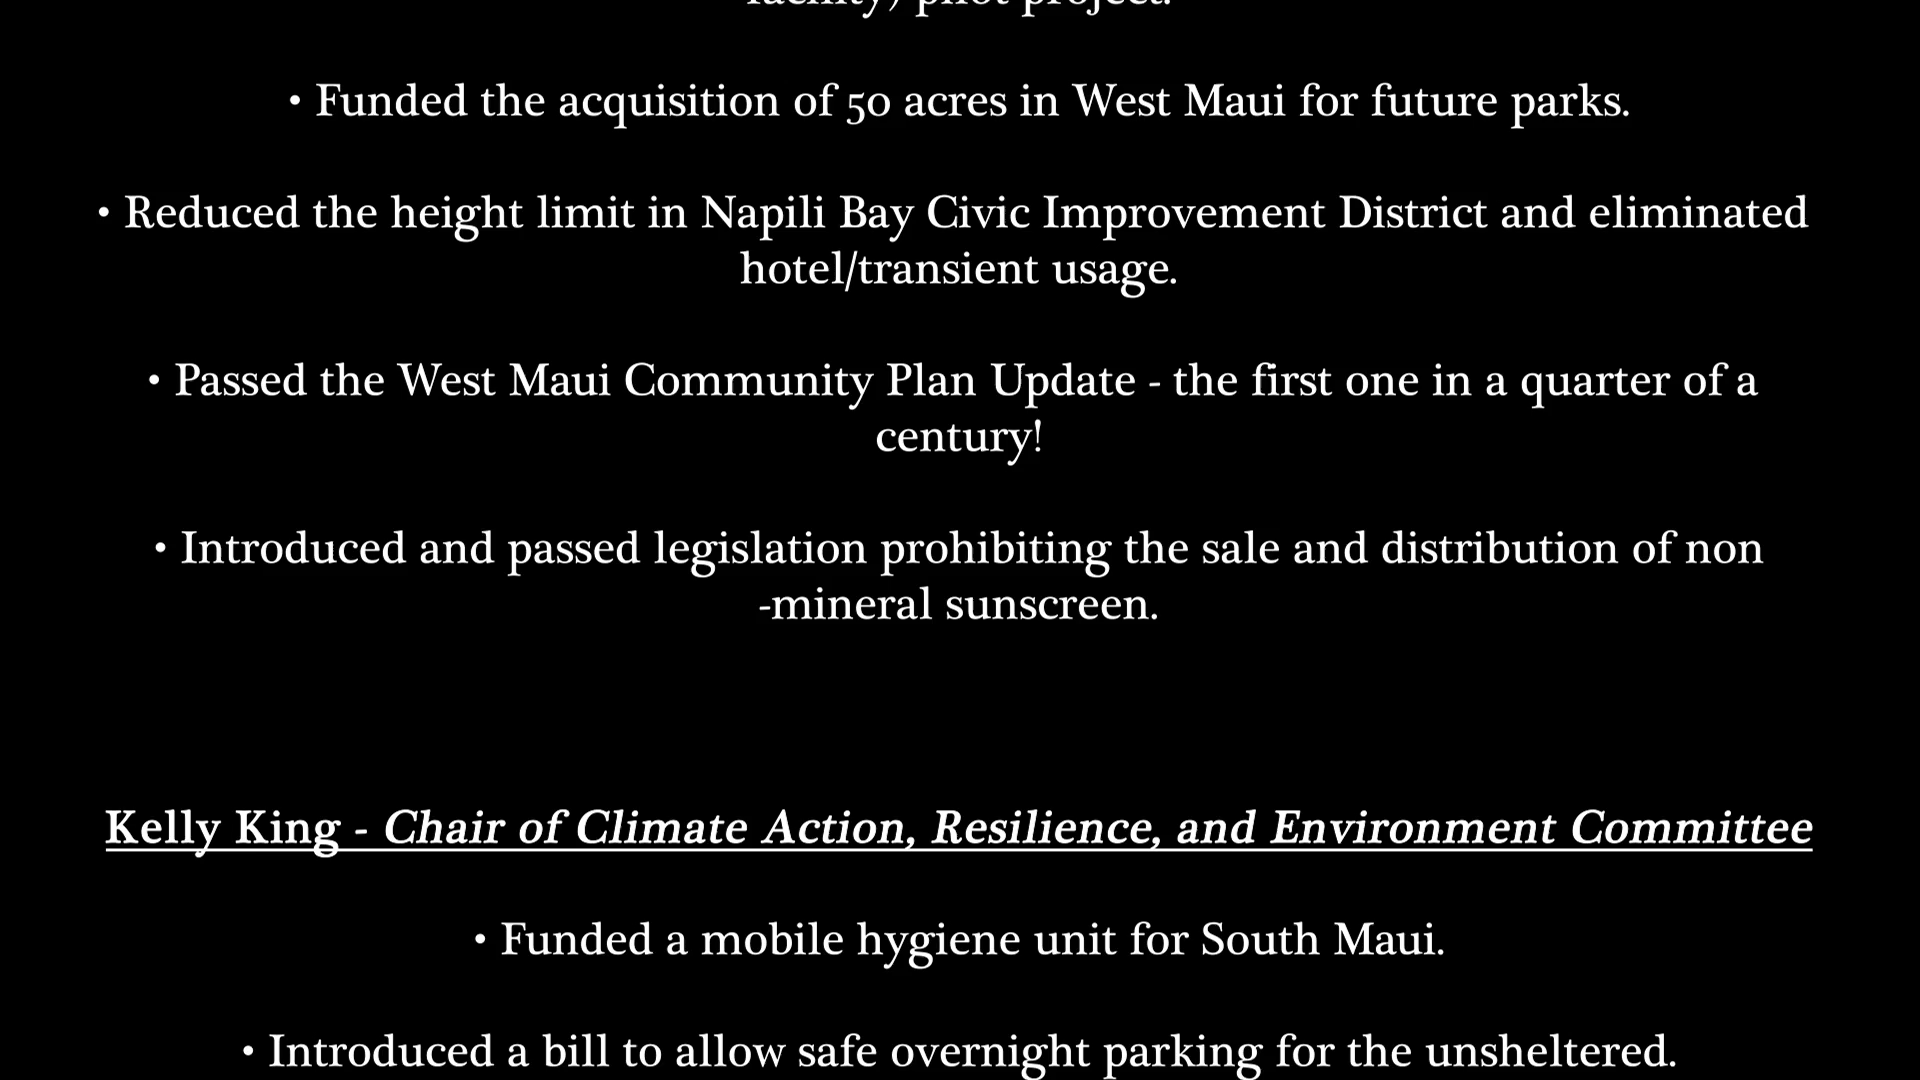 facility) pilot project.
• Funded the acquisition of 50 acres in West Maui for future parks.
• Reduced the height limit in Napili Bay Civic Improvement District and eliminated
hotel/transient usage.
• Passed the West Maui Community Plan Update - the first one in a quarter of a
century!
• Introduced and passed legislation prohibiting the sale and distribution of non
-mineral sunscreen.
Kelly King - Chair of Climate Action, Resilience, and Environment Committee
• Funded a mobile hygiene unit for South Maui.
• Introduced a bill to allow safe overnight parking for the unsheltered.